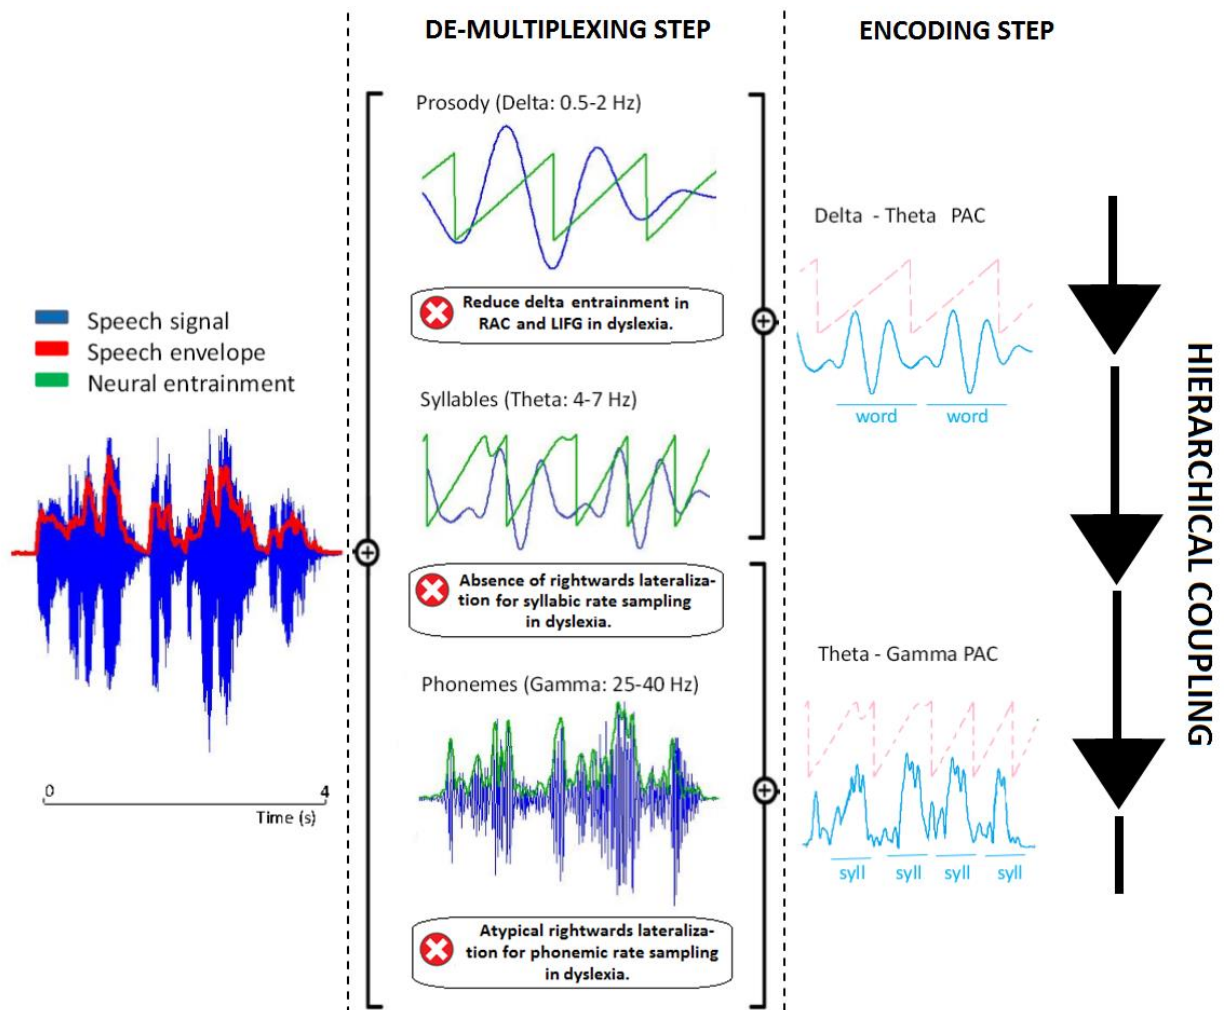 DE-MULTIPLEXING STEP
ENCODING STEP
Speech signal
Speech envelope
Neural entrainment
0
4
Time (s)
Prosody (Delta: 0.5-2 Hz)
Reduce delta entrainment in
RAC and LIFG in dyslexia.
Syllables (Theta: 4-7 Hz)
Absence of rightwards lateraliza-
tion for syllabic rate sampling
in dyslexia.
Phonemes (Gamma: 25-40 Hz)
Atypical rightwards lateraliza-
tion for phonemic rate sampling
in dyslexia.
Delta - Theta PAC
word
word
Theta - Gamma PAC
syll
syll
syll
syll
HIERARCHICAL COUPLING